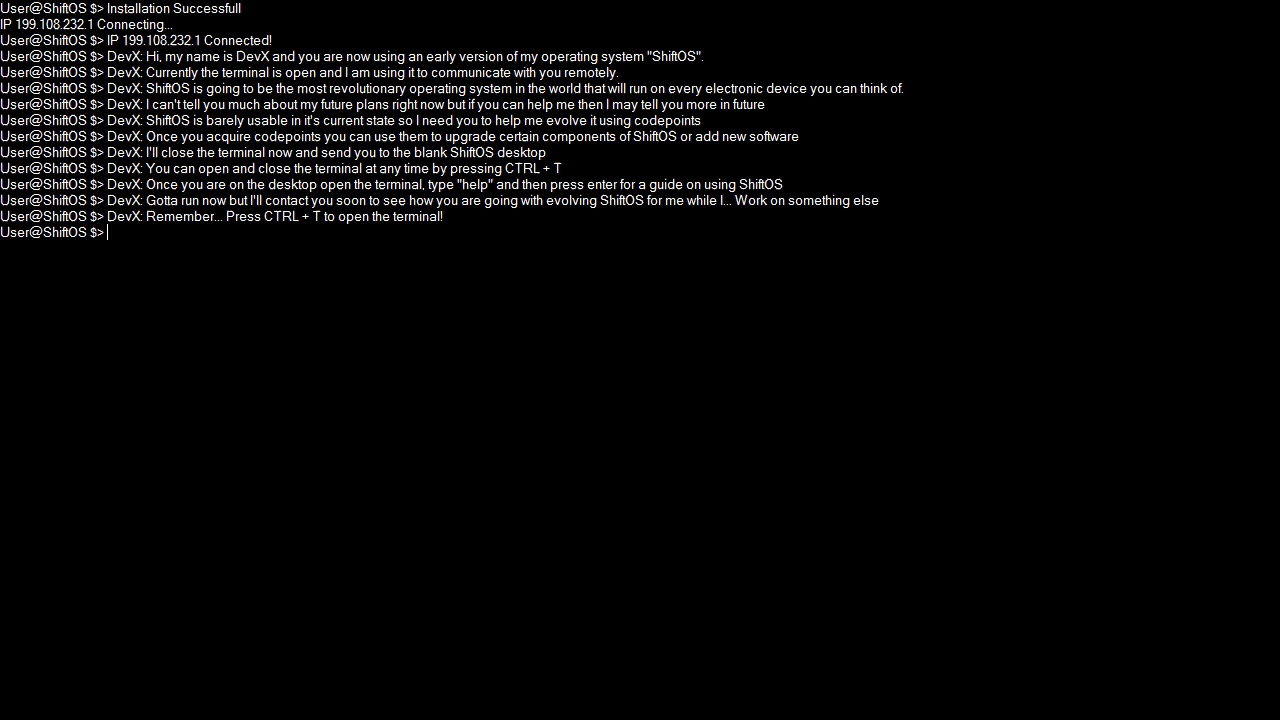 User@ShiftOS $> Installation Successfull
IP 199.108.232.1 Connecting...
User@ShiftOS $> IP 199.108.232.1 Connected!
User@ShiftOS $> DevX: Hi, my name is DevX and you are now using an early version of my operating system "ShiftOS".
User@ShiftOS $> DevX: Currently the terminal is open and I am using it to communicate with you remotely.
User@ShiftOS $> DevX: ShiftOS is going to be the most revolutionary operating system in the world that will run on every electronic device you can think of.
User@ShiftOS $> DevX: I can't tell you much about my future plans right now but if you can help me then I may tell you more in future
User@ShiftOS $> DevX: ShiftOS is barely usable in it's current state so I need you to help me evolve it using codepoints
User@ShiftOS $> DevX: Once you acquire codepoints you can use them to upgrade certain components of ShiftOS or add new software
User@ShiftOS $> DevX: I'll close the terminal now and send you to the blank ShiftOS desktop
User@ShiftOS $> DevX: You can open and close the terminal at any time by pressing CTRL + T
User@ShiftOS $> DevX: Once you are on the desktop open the terminal, type "help" and then press enter for a guide on using ShiftOS
User@ShiftOS $> DevX: Gotta run now but I'll contact you soon to see how you are going with evolving ShiftOS for me while I... Work on something else
User@ShiftOS $> DevX: Remember... Press CTRL + T to open the terminal!
User@ShiftOS $>